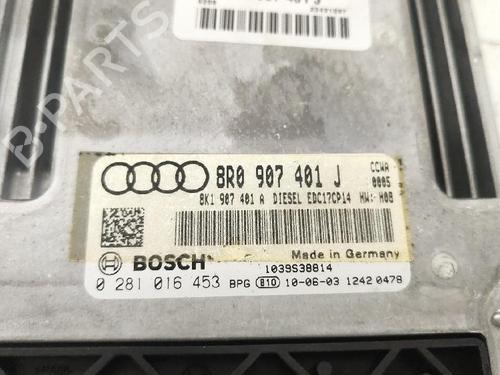 8R0 907 401 J
CCWA
0005
8K1 907 401 A DIESEL EDC17CP14 HW: H08
Made in Germany
BOSCH
1039S38814
0 281 016 453 BPG B10 10-06-03 1242 0478
B-PARTS